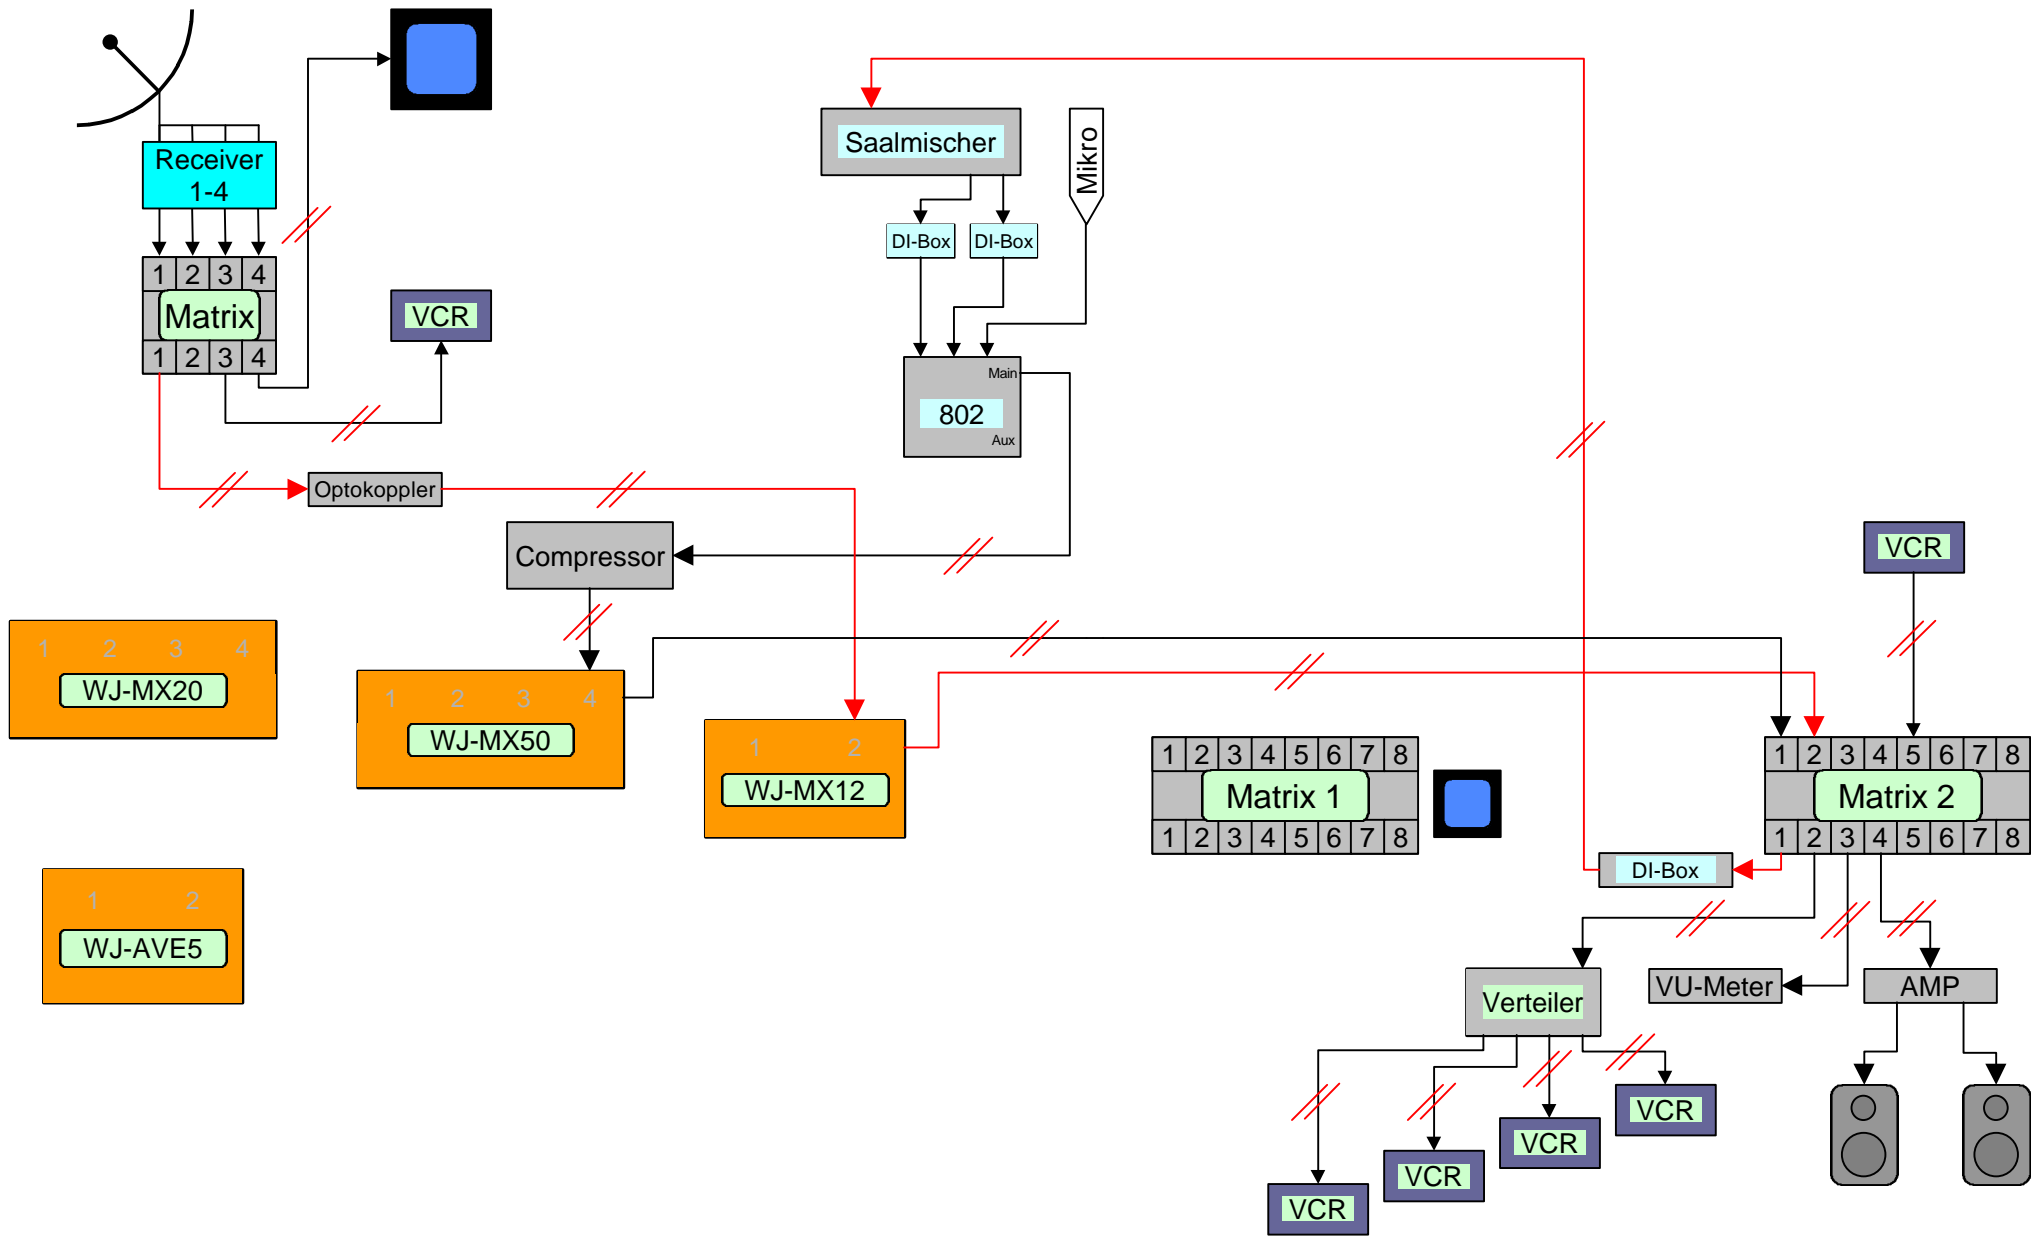 Receiver
1-4
1 2 3 4
Matrix
1 2 3 4
VCR
Optokoppler
Saalmischer
Mikro
DI-Box DI-Box
Main
802
Aux
Compressor
VCR
1 2 3 4
WJ-MX20
1 2 3 4
WJ-MX50
1 2
WJ-MX12
1 2 3 4 5 6 7 8
Matrix 1
1 2 3 4 5 6 7 8
1 2 3 4 5 6 7 8
Matrix 2
1 2 3 4 5 6 7 8
DI-Box
1 2
WJ-AVE5
Verteiler
VU-Meter
AMP
VCR
VCR
VCR
VCR